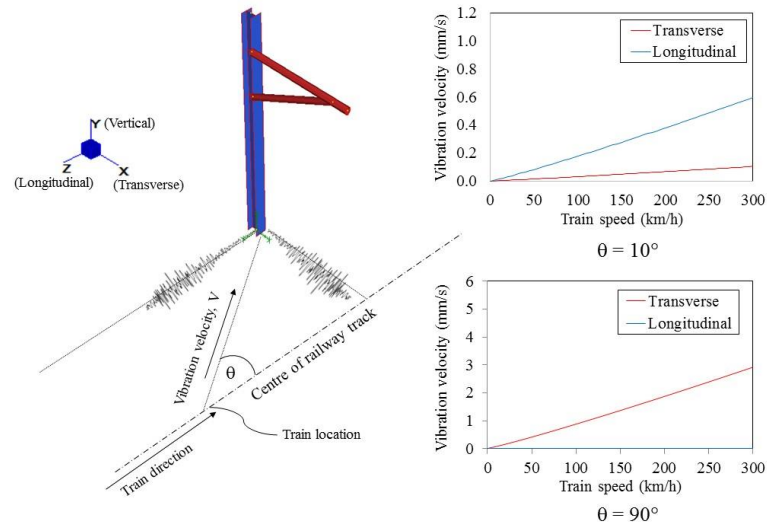 Y (Vertical)
Z
(Longitudinal)
X
(Transverse)
Vibration velocity, V
θ
Centre of railway track
Train location
Train direction
Vibration velocity (mm/s)
1.2
1.0
0.8
0.6
0.4
0.2
0.0
Transverse
Longitudinal
0 50 100 150 200 250 300
Train speed (km/h)
θ = 10°
Vibration velocity (mm/s)
6
5
4
3
2
1
0
Transverse
Longitudinal
0 50 100 150 200 250 300
Train speed (km/h)
θ = 90°